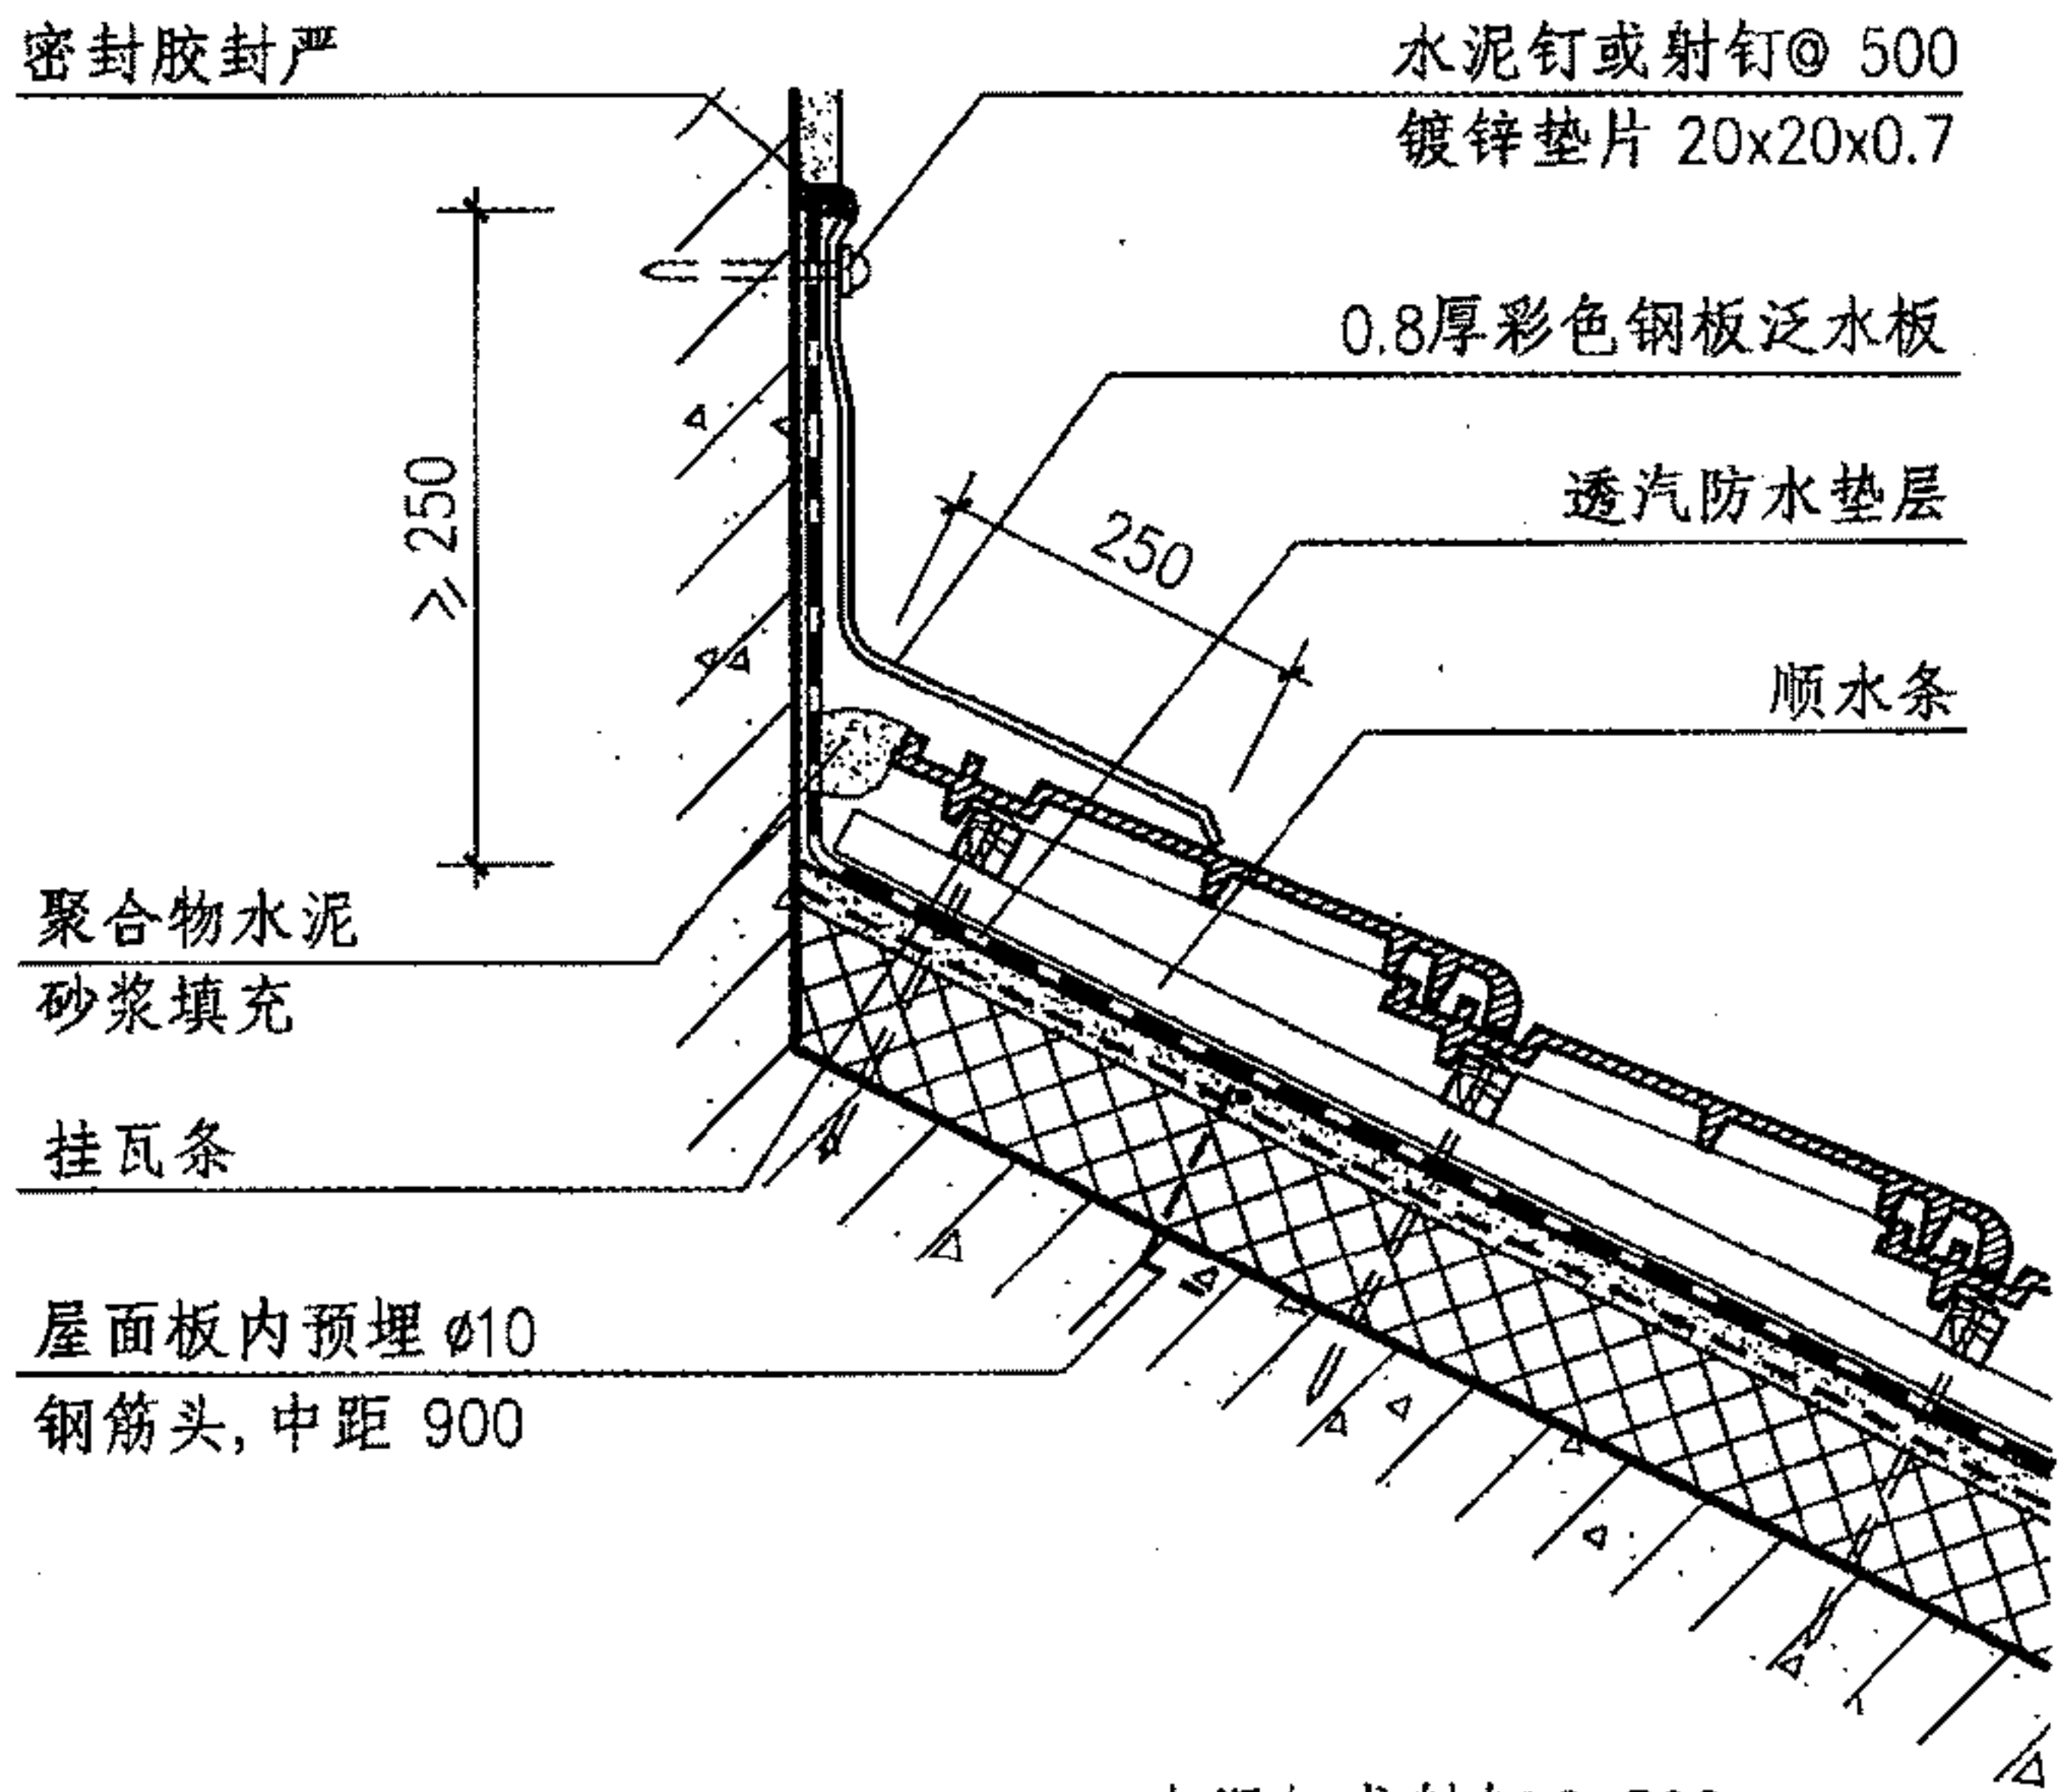 密封胶封严
水泥钉或射钉@ 500
镀锌垫片 20x20x0.7
0.8厚彩色钢板泛水板
透汽防水垫层
顺水条
≥ 250
250
聚合物水泥
砂浆填充
挂瓦条
屋面板内预埋 ø10
钢筋头, 中距 900